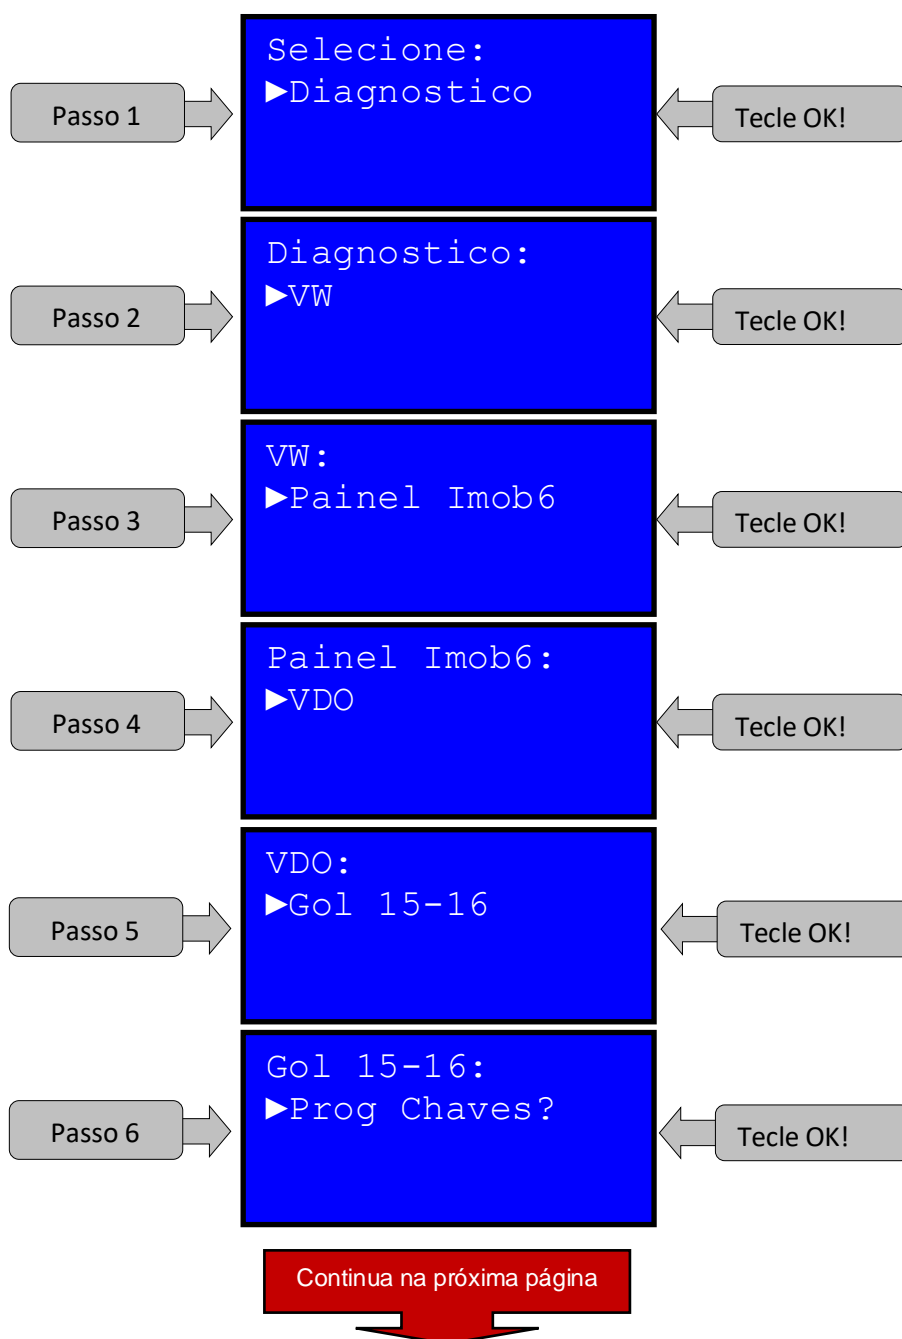 Selecione:
►Diagnostico
Passo 1
Tecle OK!
Diagnostico:
►VW
Passo 2
Tecle OK!
VW:
►Painel Imob6
Passo 3
Tecle OK!
Painel Imob6:
►VDO
Passo 4
Tecle OK!
VDO:
►Gol 15-16
Passo 5
Tecle OK!
Gol 15-16:
►Prog Chaves?
Passo 6
Tecle OK!
Continua na próxima página